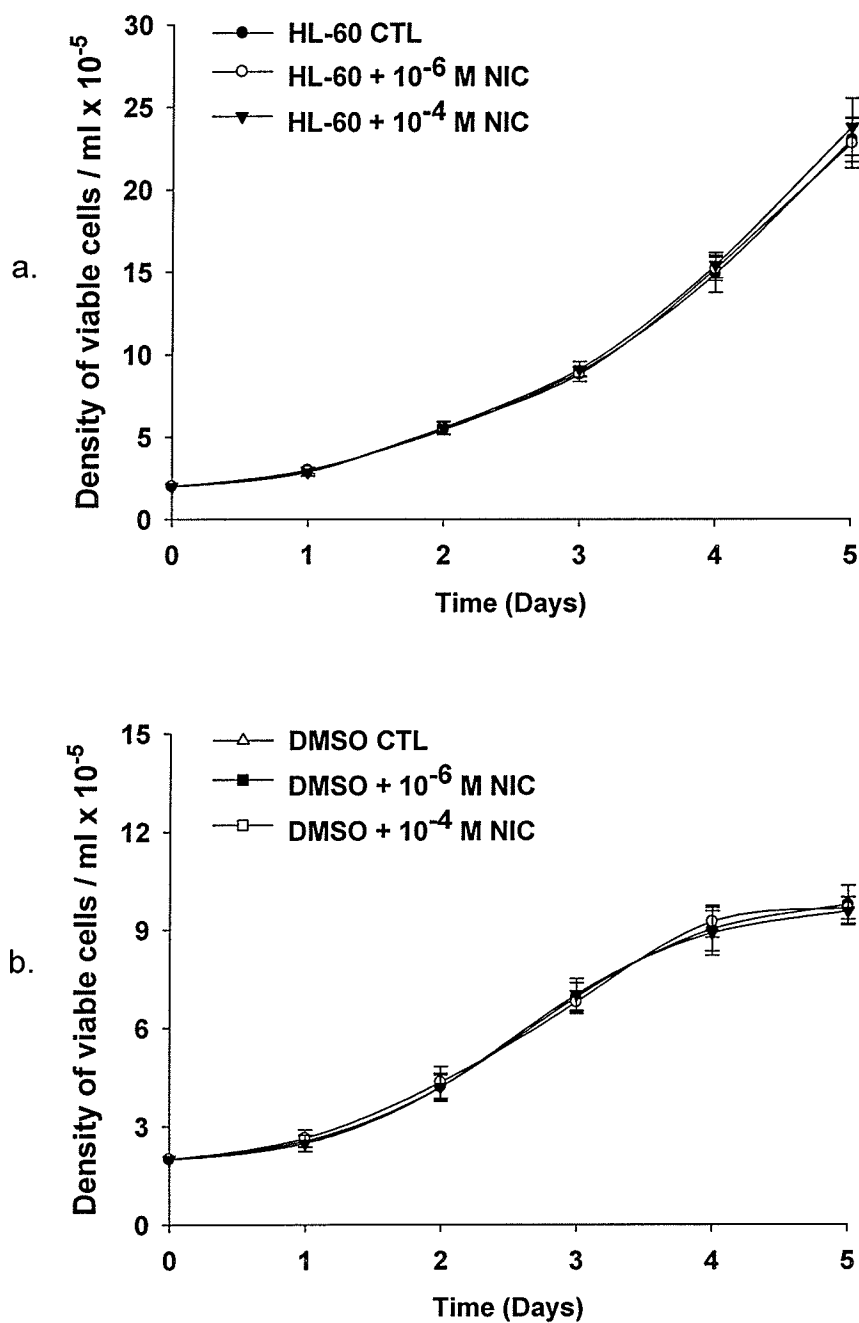 a.
Density of viable cells / ml x 10⁻⁵
30
25
20
15
10
5
0
HL-60 CTL
HL-60 + 10⁻⁶ M NIC
HL-60 + 10⁻⁴ M NIC
0 1 2 3 4 5
Time (Days)
b.
Density of viable cells / ml x 10⁻⁵
15
12
9
6
3
0
DMSO CTL
DMSO + 10⁻⁶ M NIC
DMSO + 10⁻⁴ M NIC
0 1 2 3 4 5
Time (Days)